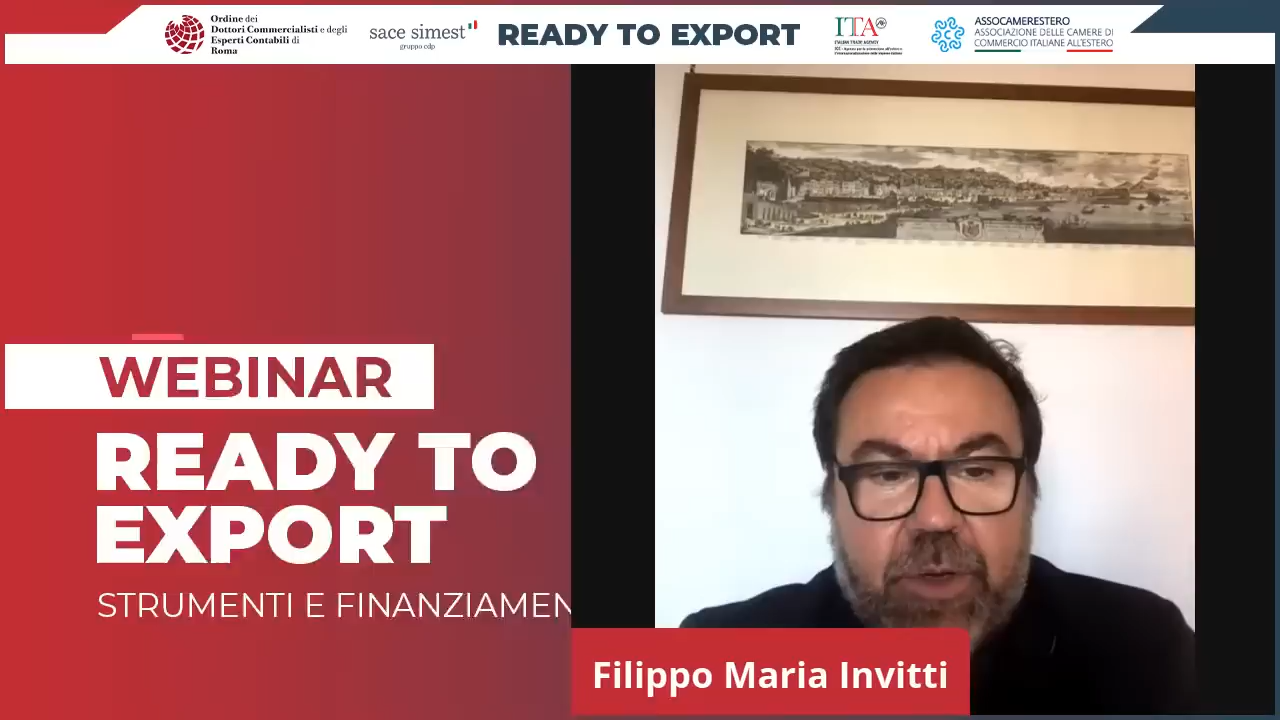 Ordine dei
Dottori Commercialisti e degli
Esperti Contabili di
Roma
sace simest
gruppo cdp
READY TO EXPORT
ITA
ITALIAN TRADE AGENCY
ASSOCAMERESTERO
ASSOCIAZIONE DELLE CAMERE DI
COMMERCIO ITALIANE ALL'ESTERO
WEBINAR
READY TO
EXPORT
STRUMENTI E FINANZIAMEN
Filippo Maria Invitti